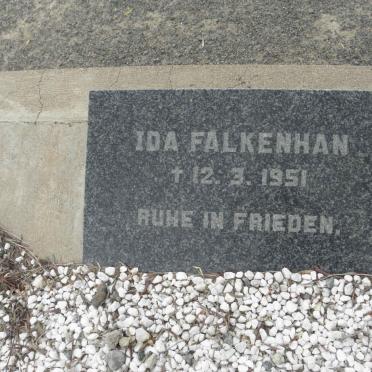 IDA FALKENHAN
† 12. 3. 1951
RUHE IN FRIEDEN.